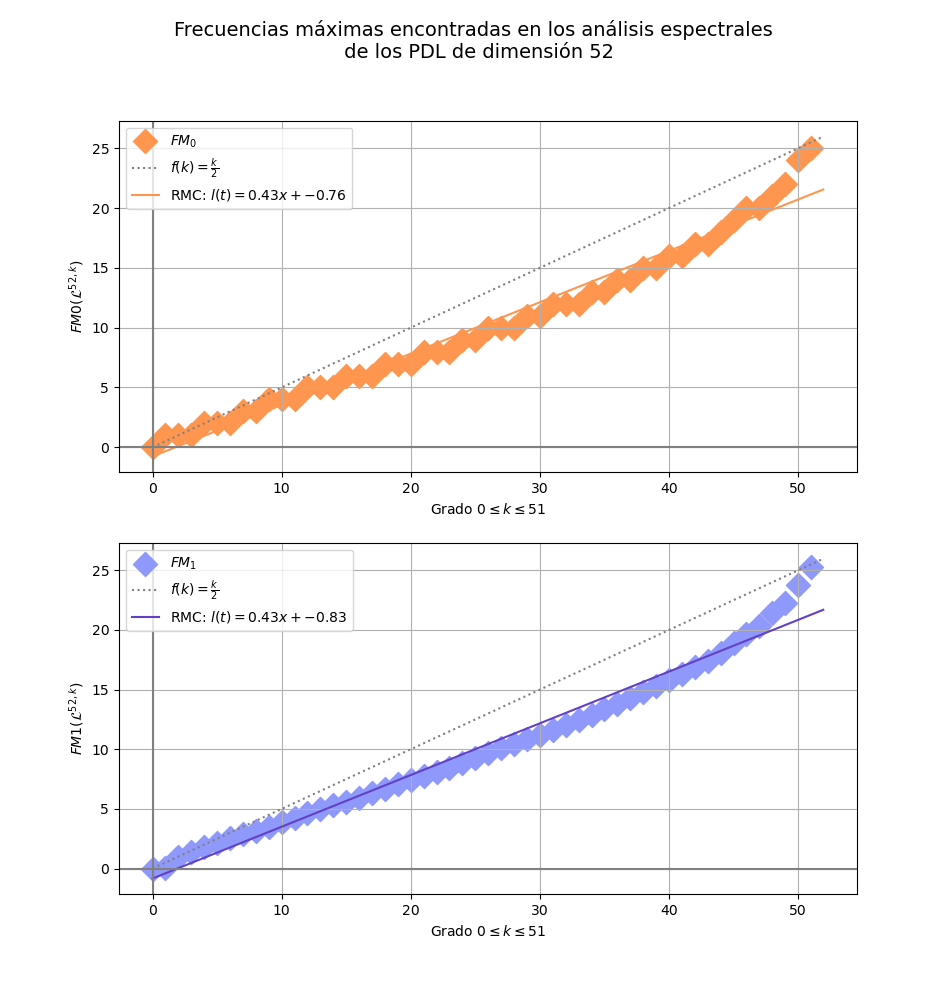 Frecuencias máximas encontradas en los análisis espectrales
de los PDL de dimensión 52
FM₀
f(k) = k/2
RMC: l(t) = 0.43x + −0.76
25
20
15
10
5
0
FM0(ℒ⁵²,ᵏ)
0 10 20 30 40 50
Grado 0 ≤ k ≤ 51
FM₁
f(k) = k/2
RMC: l(t) = 0.43x + −0.83
25
20
15
10
5
0
FM1(ℒ⁵²,ᵏ)
0 10 20 30 40 50
Grado 0 ≤ k ≤ 51